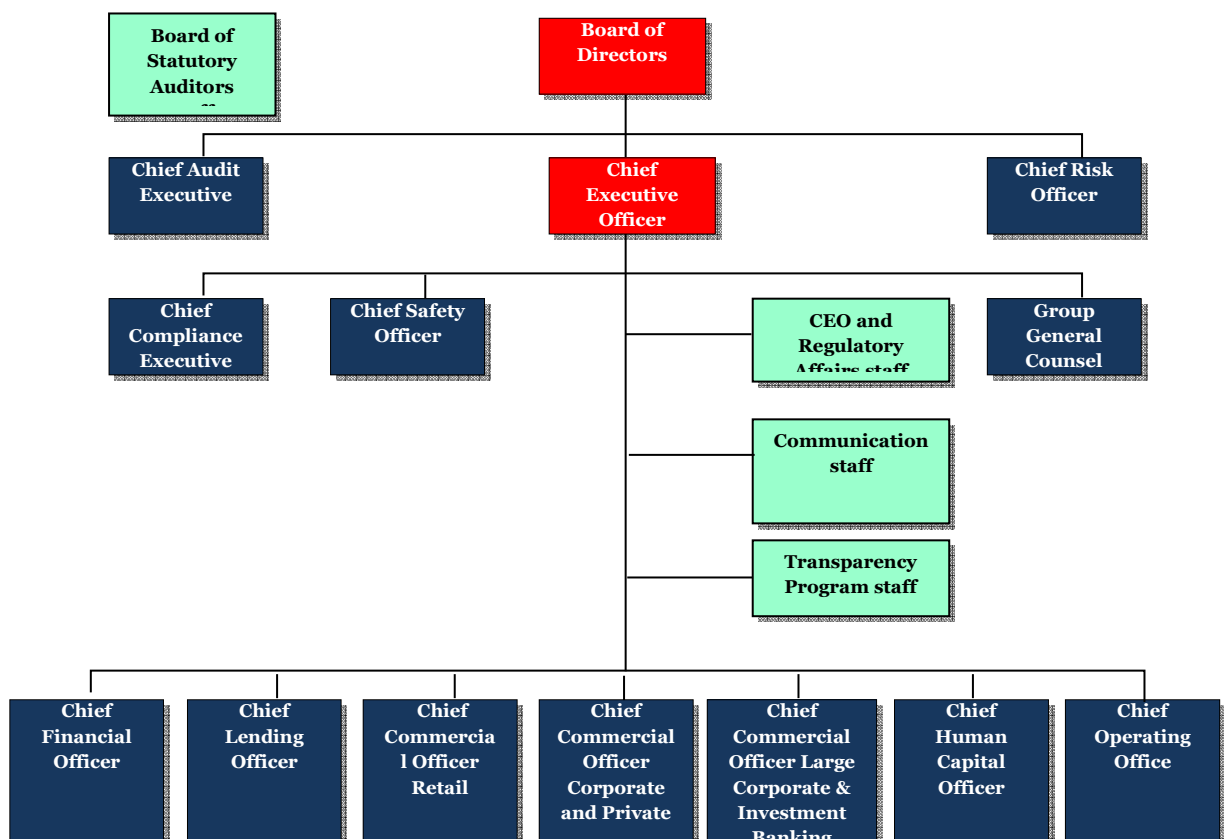 Board of
Statutory
Auditors
Board of
Directors
Chief Audit
Executive
Chief
Executive
Officer
Chief Risk
Officer
Chief
Compliance
Executive
Chief Safety
Officer
CEO and
Regulatory
Affairs staff
Group
General
Counsel
Communication
staff
Transparency
Program staff
Chief
Financial
Officer
Chief
Lending
Officer
Chief
Commercia
l Officer
Retail
Chief
Commercial
Officer
Corporate
and Private
Chief
Commercial
Officer Large
Corporate &
Investment
Banking
Chief
Human
Capital
Officer
Chief
Operating
Office